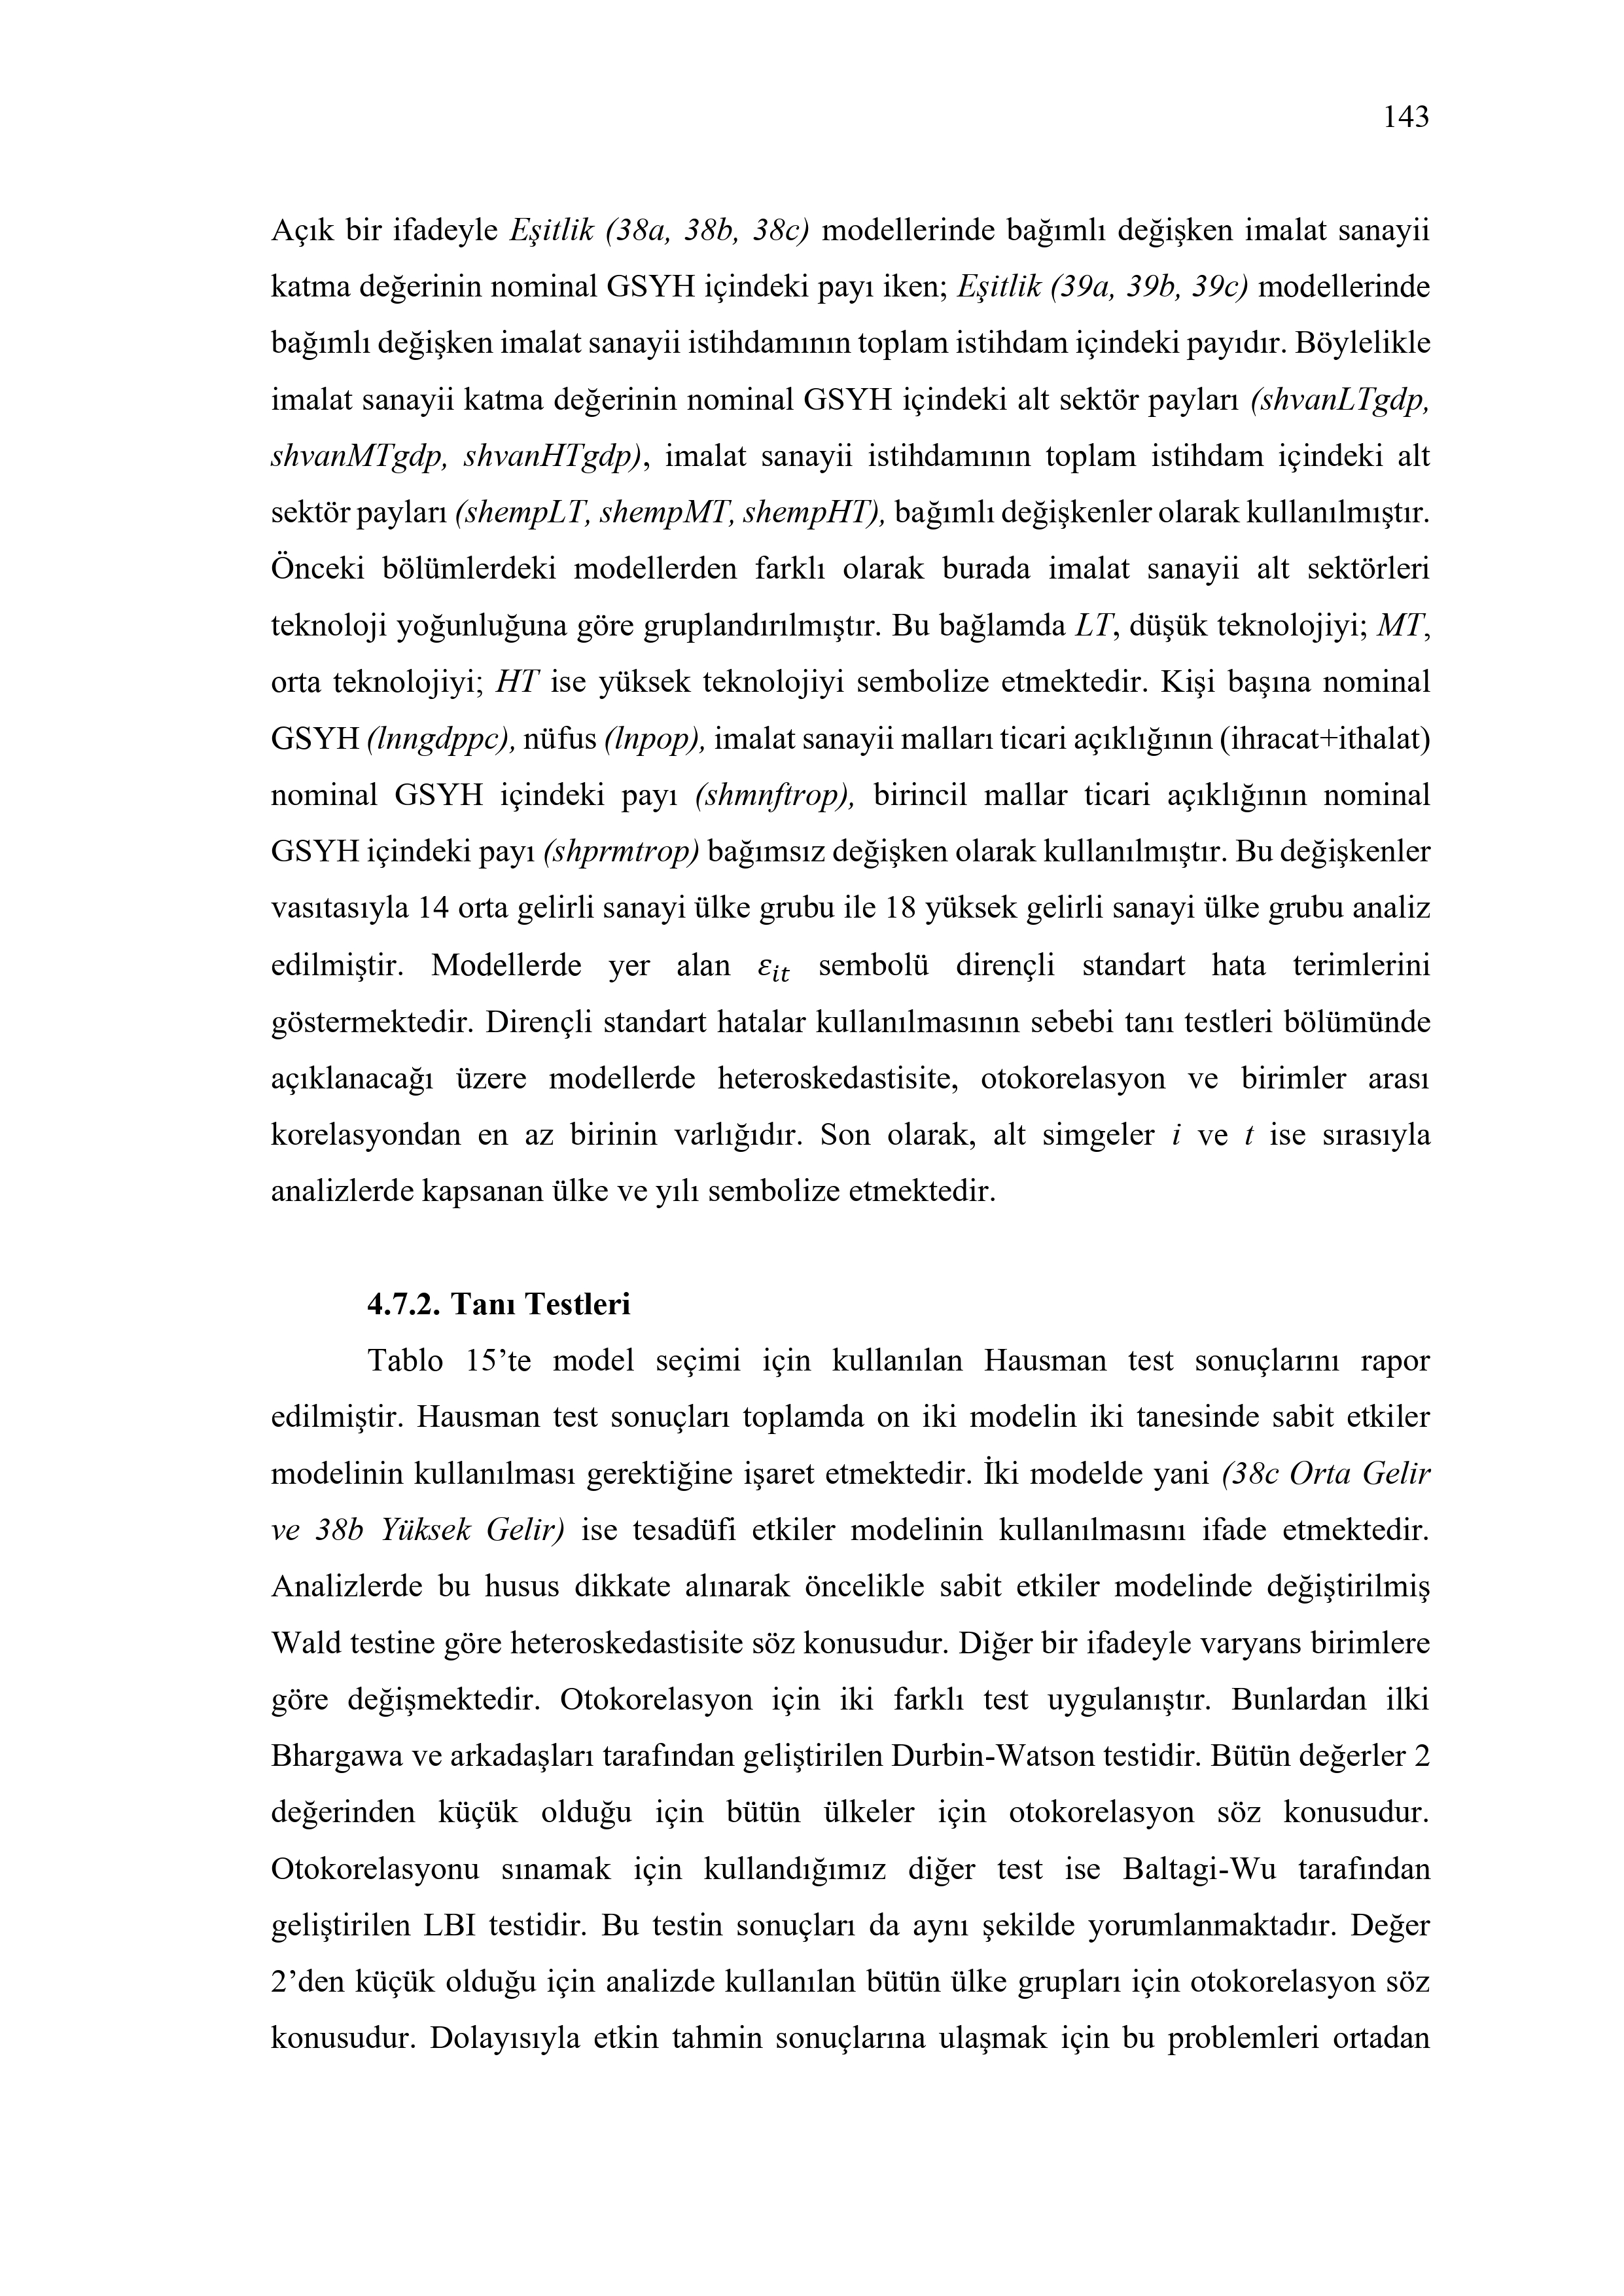 143
Açık bir ifadeyle Eşitlik (38a, 38b, 38c) modellerinde bağımlı değişken imalat sanayii
katma değerinin nominal GSYH içindeki payı iken; Eşitlik (39a, 39b, 39c) modellerinde
bağımlı değişken imalat sanayii istihdamının toplam istihdam içindeki payıdır. Böylelikle
imalat sanayii katma değerinin nominal GSYH içindeki alt sektör payları (shvanLTgdp,
shvanMTgdp, shvanHTgdp), imalat sanayii istihdamının toplam istihdam içindeki alt
sektör payları (shempLT, shempMT, shempHT), bağımlı değişkenler olarak kullanılmıştır.
Önceki bölümlerdeki modellerden farklı olarak burada imalat sanayii alt sektörleri
teknoloji yoğunluğuna göre gruplandırılmıştır. Bu bağlamda LT, düşük teknolojiyi; MT,
orta teknolojiyi; HT ise yüksek teknolojiyi sembolize etmektedir. Kişi başına nominal
GSYH (lnngdppc), nüfus (lnpop), imalat sanayii malları ticari açıklığının (ihracat+ithalat)
nominal GSYH içindeki payı (shmnftrop), birincil mallar ticari açıklığının nominal
GSYH içindeki payı (shprmtrop) bağımsız değişken olarak kullanılmıştır. Bu değişkenler
vasıtasıyla 14 orta gelirli sanayi ülke grubu ile 18 yüksek gelirli sanayi ülke grubu analiz
edilmiştir. Modellerde yer alan εit sembolü dirençli standart hata terimlerini
göstermektedir. Dirençli standart hatalar kullanılmasının sebebi tanı testleri bölümünde
açıklanacağı üzere modellerde heteroskedastisite, otokorelasyon ve birimler arası
korelasyondan en az birinin varlığıdır. Son olarak, alt simgeler i ve t ise sırasıyla
analizlerde kapsanan ülke ve yılı sembolize etmektedir.
4.7.2. Tanı Testleri
Tablo 15’te model seçimi için kullanılan Hausman test sonuçlarını rapor
edilmiştir. Hausman test sonuçları toplamda on iki modelin iki tanesinde sabit etkiler
modelinin kullanılması gerektiğine işaret etmektedir. İki modelde yani (38c Orta Gelir
ve 38b Yüksek Gelir) ise tesadüfi etkiler modelinin kullanılmasını ifade etmektedir.
Analizlerde bu husus dikkate alınarak öncelikle sabit etkiler modelinde değiştirilmiş
Wald testine göre heteroskedastisite söz konusudur. Diğer bir ifadeyle varyans birimlere
göre değişmektedir. Otokorelasyon için iki farklı test uygulanıştır. Bunlardan ilki
Bhargawa ve arkadaşları tarafından geliştirilen Durbin-Watson testidir. Bütün değerler 2
değerinden küçük olduğu için bütün ülkeler için otokorelasyon söz konusudur.
Otokorelasyonu sınamak için kullandığımız diğer test ise Baltagi-Wu tarafından
geliştirilen LBI testidir. Bu testin sonuçları da aynı şekilde yorumlanmaktadır. Değer
2’den küçük olduğu için analizde kullanılan bütün ülke grupları için otokorelasyon söz
konusudur. Dolayısıyla etkin tahmin sonuçlarına ulaşmak için bu problemleri ortadan